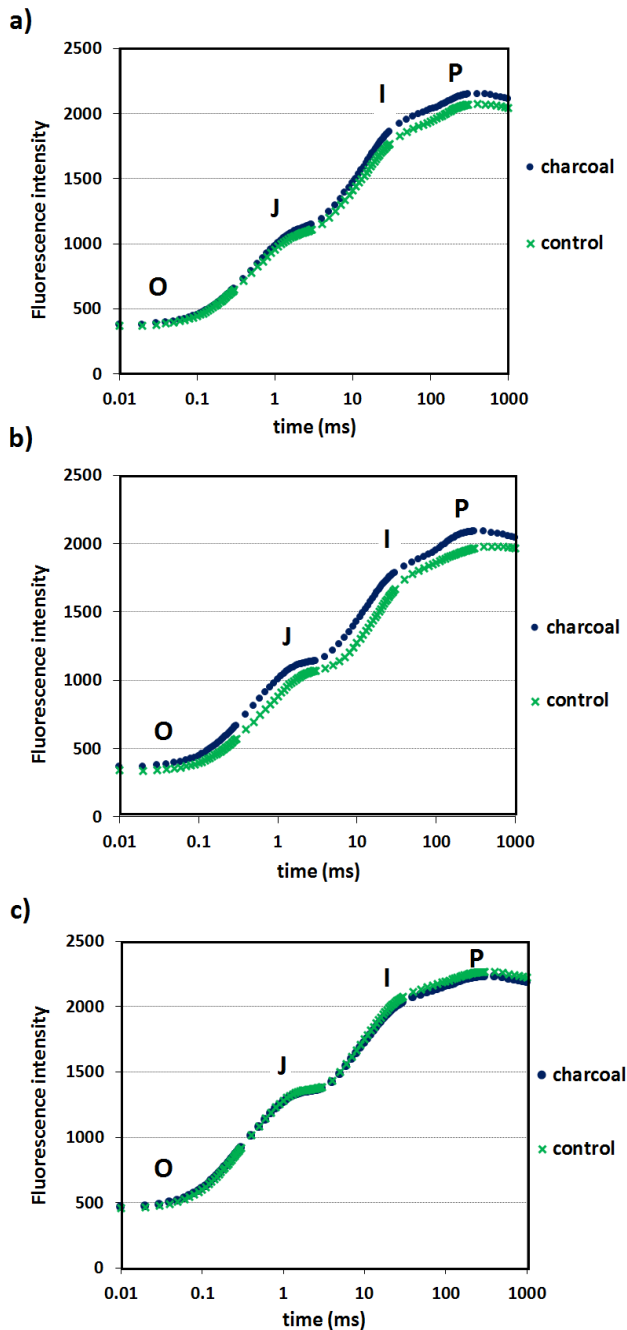 a)
2500
2000
1500
1000
500
0
Fluorescence intensity
O
J
I
P
0.01 0.1 1 10 100 1000
time (ms)
charcoal
control
b)
2500
2000
1500
1000
500
0
Fluorescence intensity
O
J
I
P
0.01 0.1 1 10 100 1000
time (ms)
charcoal
control
c)
2500
2000
1500
1000
500
0
Fluorescence intensity
O
J
I
P
0.01 0.1 1 10 100 1000
time (ms)
charcoal
control